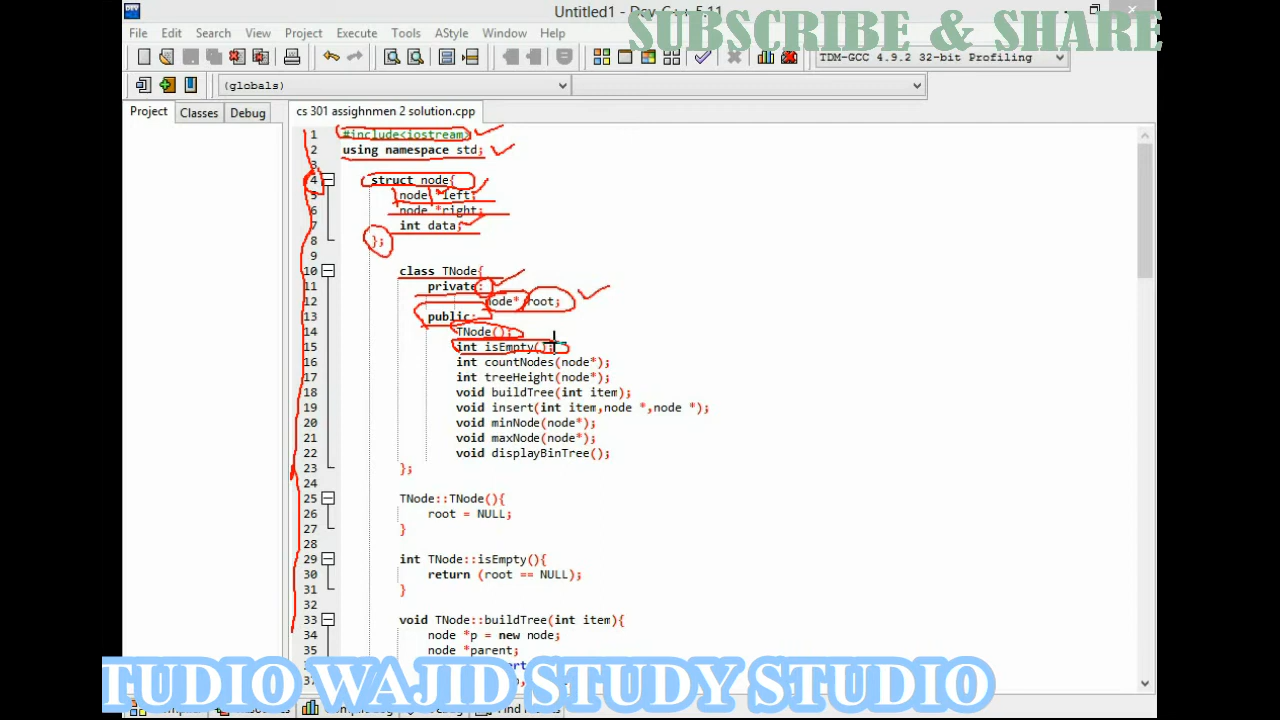 Untitled1 - Dev-C++ 5.11
SUBSCRIBE & SHARE
File Edit Search View Project Execute Tools AStyle Window Help
TDM-GCC 4.9.2 32-bit Profiling
(globals)
Project Classes Debug
cs 301 assighnmen 2 solution.cpp
1 #include<iostream>
2 using namespace std;
3
4 struct node{
5 node *left;
6 node *right;
7 int data;
8 };
9
10 class TNode{
11 private:
12 node* root;
13 public:
14 TNode();
15 int isEmpty();
16 int countNodes(node*);
17 int treeHeight(node*);
18 void buildTree(int item);
19 void insert(int item,node *,node *);
20 void minNode(node*);
21 void maxNode(node*);
22 void displayBinTree();
23 };
24
25 TNode::TNode(){
26 root = NULL;
27 }
28
29 int TNode::isEmpty(){
30 return (root == NULL);
31 }
32
33 void TNode::buildTree(int item){
34 node *p = new node;
35 node *parent;
TUDIO WAJID STUDY STUDIO